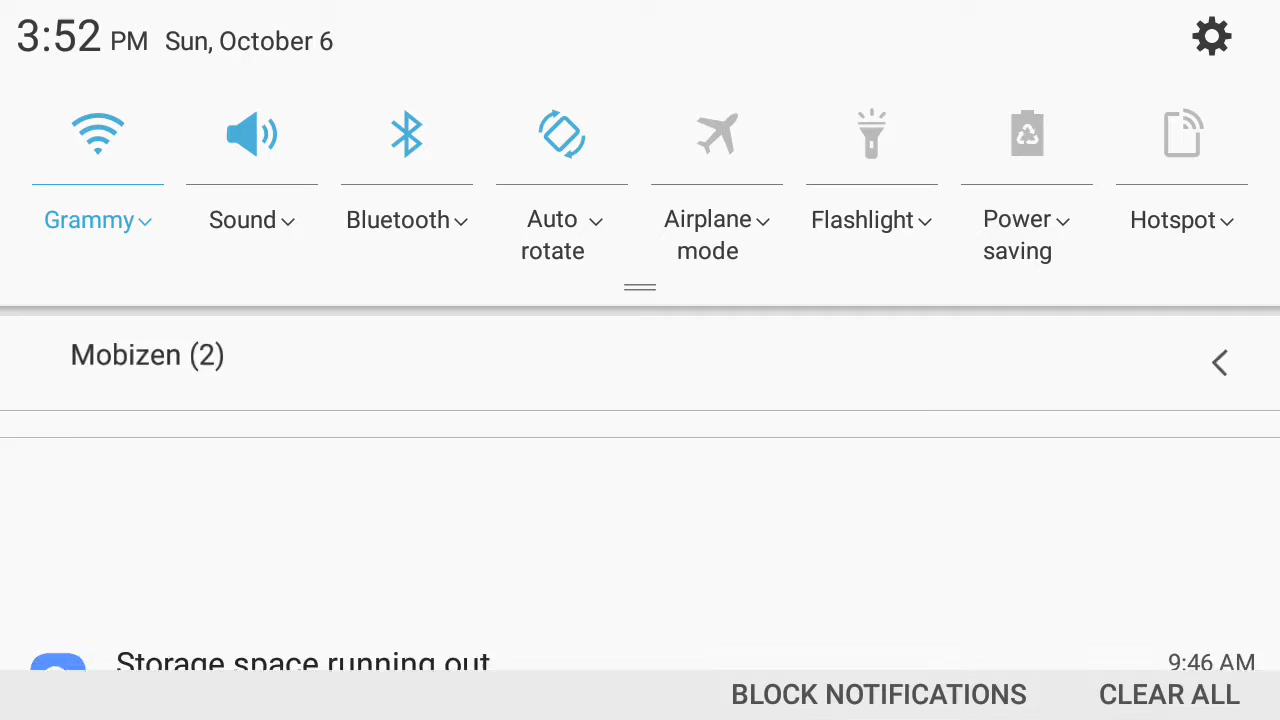 3:52 PM Sun, October 6
Grammy Sound Bluetooth Auto rotate Airplane mode Flashlight Power saving Hotspot
Mobizen (2)
Storage space running out 9:46 AM
BLOCK NOTIFICATIONS CLEAR ALL